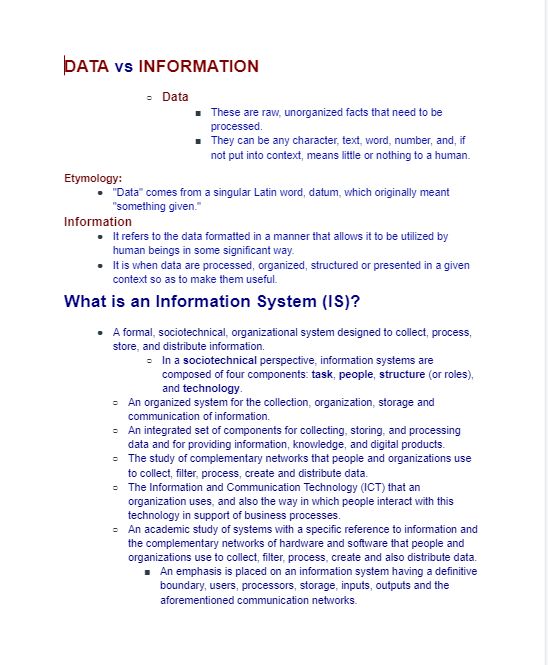 DATA vs INFORMATION
Data
These are raw, unorganized facts that need to be
processed.
They can be any character, text, word, number, and, if
not put into context, means little or nothing to a human.
Etymology:
"Data" comes from a singular Latin word, datum, which originally meant
"something given."
Information
It refers to the data formatted in a manner that allows it to be utilized by
human beings in some significant way.
It is when data are processed, organized, structured or presented in a given
context so as to make them useful.
What is an Information System (IS)?
A formal, sociotechnical, organizational system designed to collect, process,
store, and distribute information.
In a sociotechnical perspective, information systems are
composed of four components: task, people, structure (or roles),
and technology.
An organized system for the collection, organization, storage and
communication of information.
An integrated set of components for collecting, storing, and processing
data and for providing information, knowledge, and digital products.
The study of complementary networks that people and organizations use
to collect, filter, process, create and distribute data.
The Information and Communication Technology (ICT) that an
organization uses, and also the way in which people interact with this
technology in support of business processes.
An academic study of systems with a specific reference to information and
the complementary networks of hardware and software that people and
organizations use to collect, filter, process, create and also distribute data.
An emphasis is placed on an information system having a definitive
boundary, users, processors, storage, inputs, outputs and the
aforementioned communication networks.